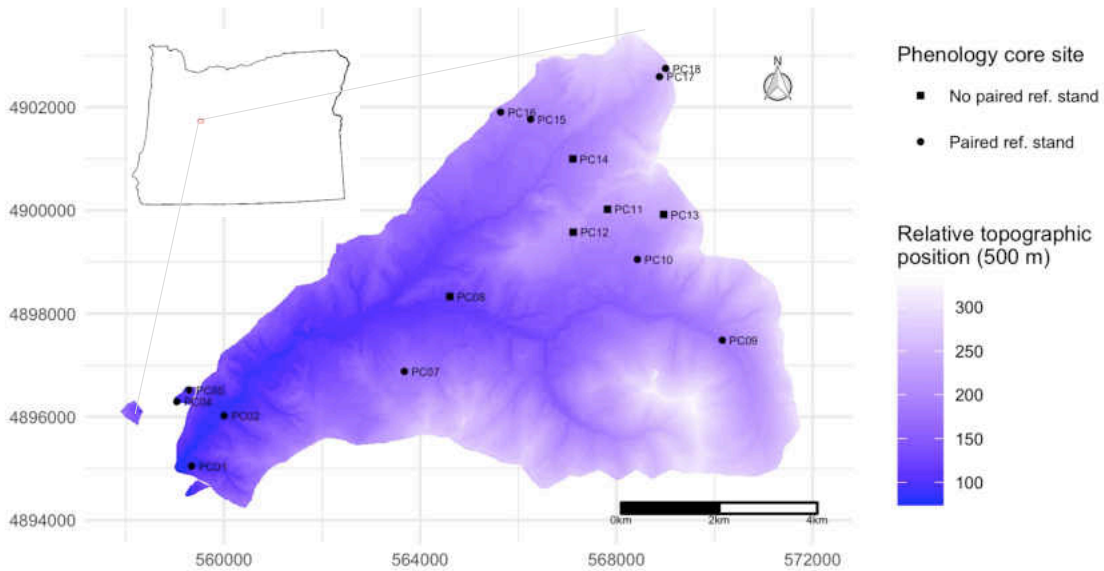 Phenology core site
No paired ref. stand
Paired ref. stand
Relative topographic
position (500 m)
300
250
200
150
100
4902000
4900000
4898000
4896000
4894000
560000
564000
568000
572000
N
PC18
PC17
PC16
PC15
PC14
PC11
PC13
PC12
PC10
PC08
PC09
PC07
PC04
PC02
PC01
0km
2km
4km